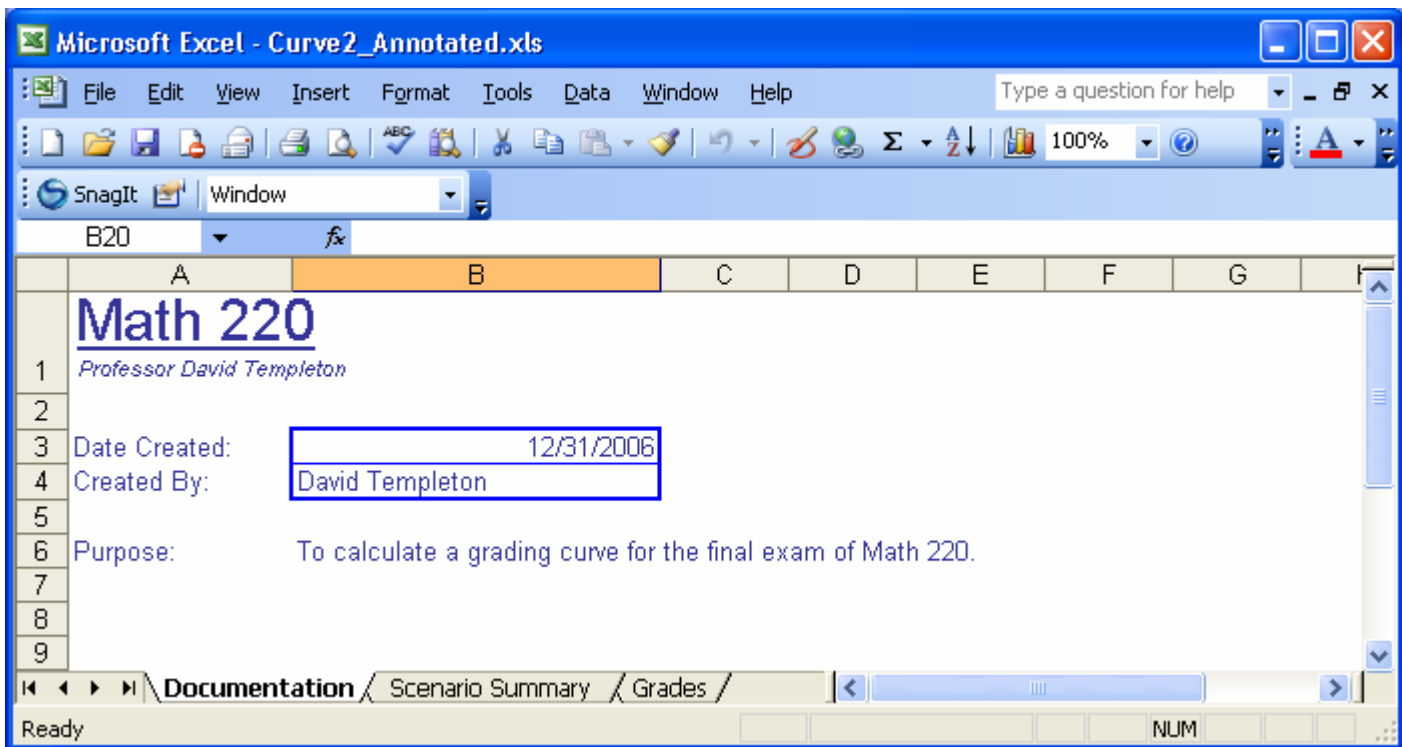 Microsoft Excel - Curve2_Annotated.xls
File Edit View Insert Format Tools Data Window Help Type a question for help
ABC Σ A Z 100% A
SnagIt Window
B20 fx
A B C D E F G H
Math 220
1 Professor David Templeton
2
3 Date Created: 12/31/2006
4 Created By: David Templeton
5
6 Purpose: To calculate a grading curve for the final exam of Math 220.
7
8
9
Documentation Scenario Summary Grades
Ready NUM